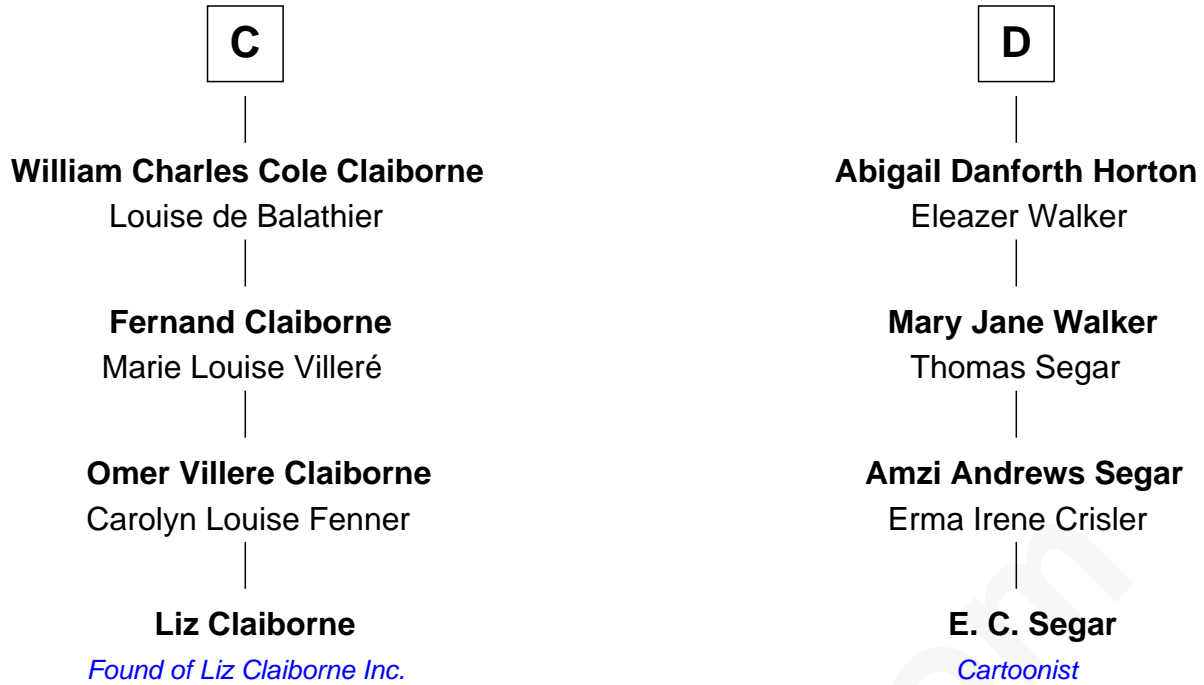 C
William Charles Cole Claiborne
Louise de Balathier
Fernand Claiborne
Marie Louise Villeré
Omer Villere Claiborne
Carolyn Louise Fenner
Liz Claiborne
Found of Liz Claiborne Inc.
D
Abigail Danforth Horton
Eleazer Walker
Mary Jane Walker
Thomas Segar
Amzi Andrews Segar
Erma Irene Crisler
E. C. Segar
Cartoonist